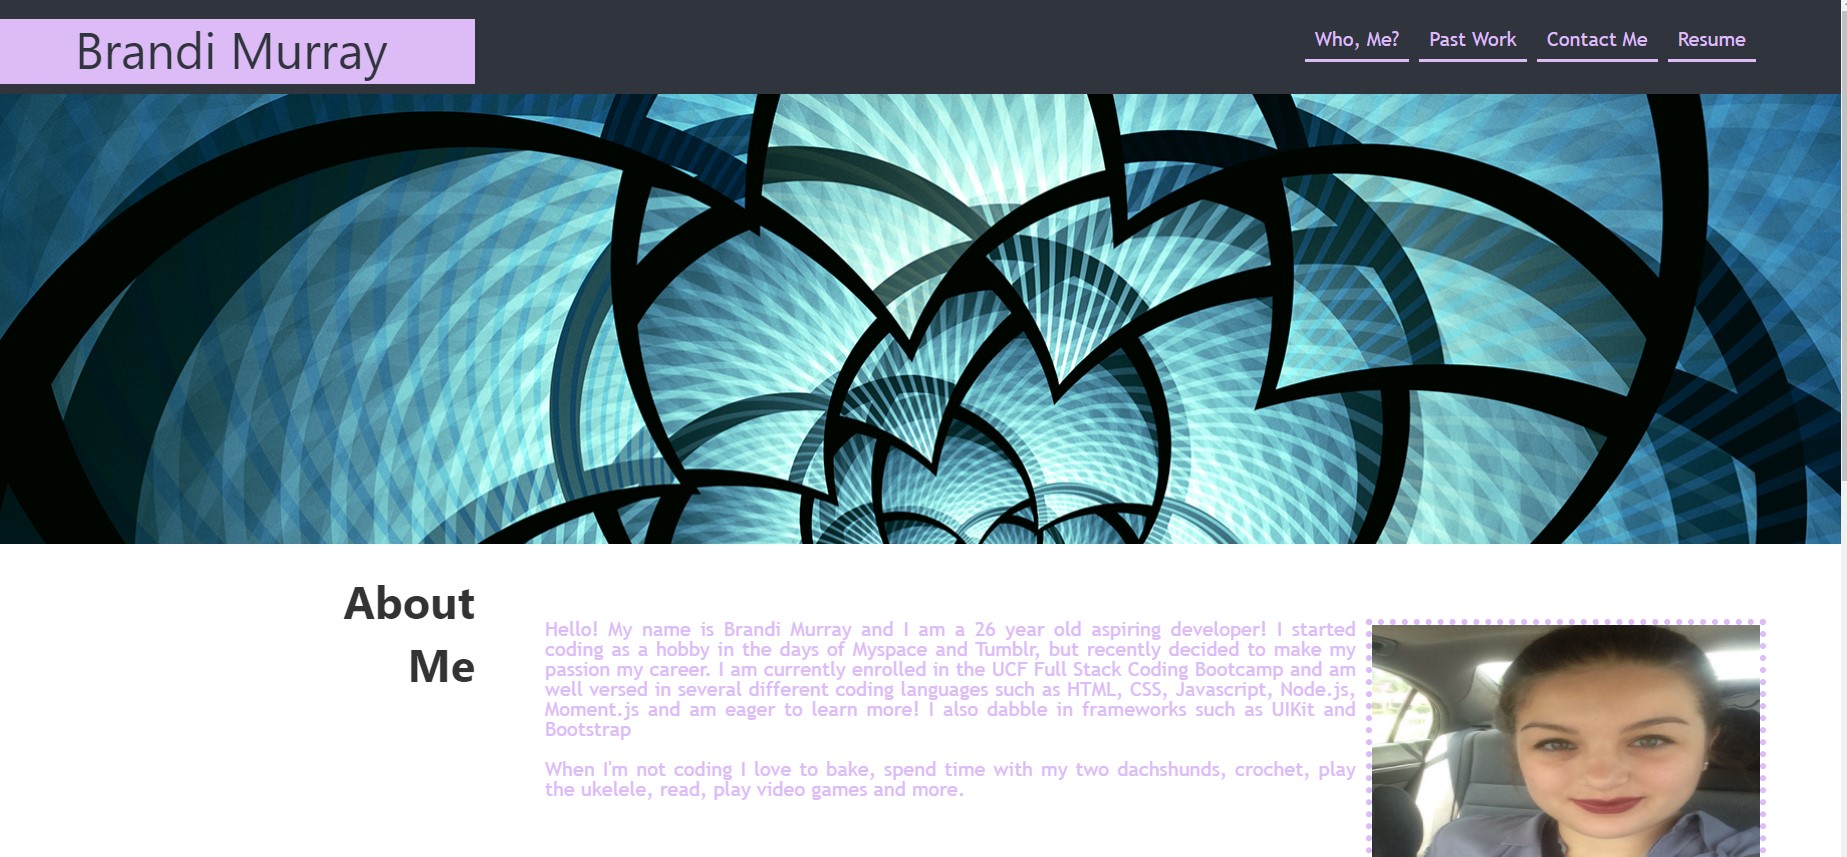 Brandi Murray
Who, Me? Past Work Contact Me Resume
About
Me
Hello! My name is Brandi Murray and I am a 26 year old aspiring developer! I started
coding as a hobby in the days of Myspace and Tumblr, but recently decided to make my
passion my career. I am currently enrolled in the UCF Full Stack Coding Bootcamp and am
well versed in several different coding languages such as HTML, CSS, Javascript, Node.js,
Moment.js and am eager to learn more! I also dabble in frameworks such as UIKit and
Bootstrap
When I'm not coding I love to bake, spend time with my two dachshunds, crochet, play
the ukelele, read, play video games and more.